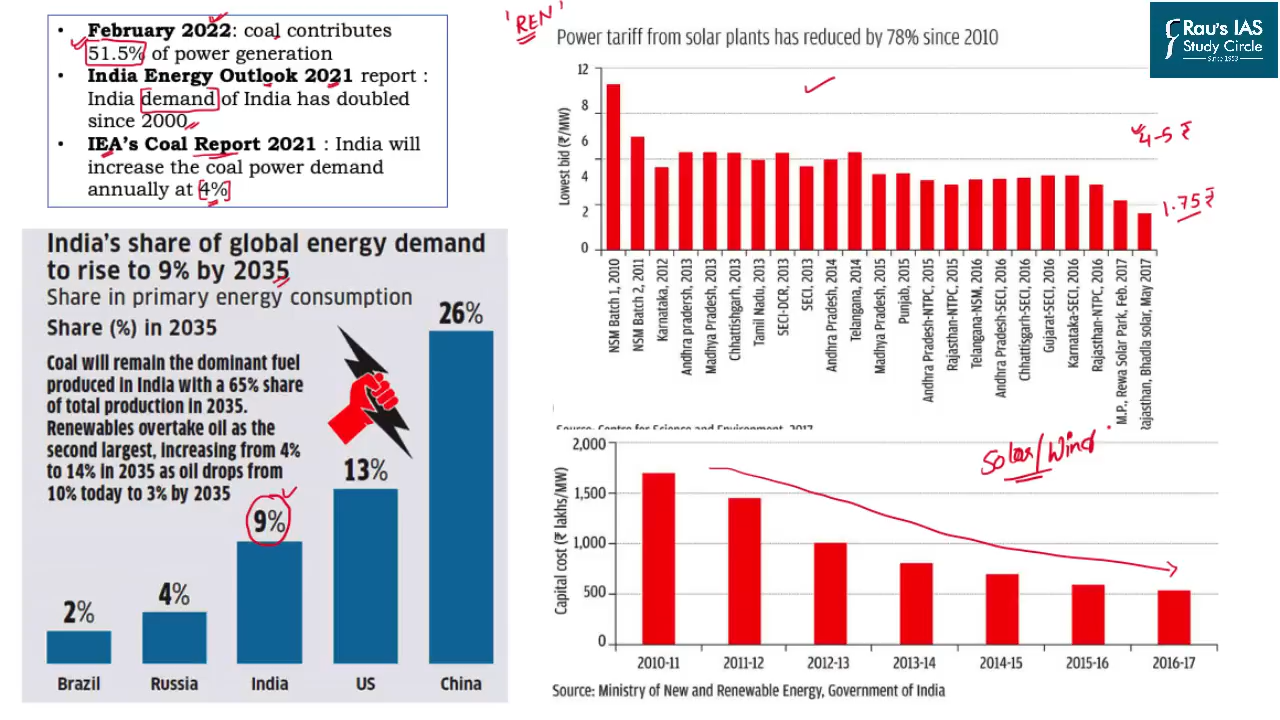 • February 2022: coal contributes
51.5% of power generation
• India Energy Outlook 2021 report :
India demand of India has doubled
since 2000
• IEA's Coal Report 2021 : India will
increase the coal power demand
annually at 4%
India's share of global energy demand
to rise to 9% by 2035
Share in primary energy consumption
Share (%) in 2035
Coal will remain the dominant fuel
produced in India with a 65% share
of total production in 2035.
Renewables overtake oil as the
second largest, increasing from 4%
to 14% in 2035 as oil drops from
10% today to 3% by 2035
2%
4%
9%
13%
26%
Brazil
Russia
India
US
China
'REN'
Power tariff from solar plants has reduced by 78% since 2010
Rau's IAS
Study Circle
Since 1953
Lowest bid (₹/MW)
12
8
6
4
2
0
4-5 ₹
1.75 ₹
NSM Batch 1, 2010
NSM Batch 2, 2011
Karnataka, 2012
Andhra pradersh, 2013
Madhya Pradesh, 2013
Chhattishgarh, 2013
Tamil Nadu, 2013
SECI-DCR, 2013
SECI, 2013
Andhra Pradesh, 2014
Telangana, 2014
Madhya Pradesh, 2015
Punjab, 2015
Andhra Pradesh-NTPC, 2015
Rajasthan-NTPC, 2015
Telangana-NSM, 2016
Andhra Pradesh-SECI, 2016
Chhattisgarh-SECI, 2016
Gujarat-SECI, 2016
Karnataka-SECI, 2016
Rajasthan-NTPC, 2016
M.P., Rewa Solar Park, Feb. 2017
Rajasthan, Bhadla solar, May 2017
Source: Centre for Science and Environment, 2017
Solar/Wind
Capital cost (₹ lakhs/MW)
2,000
1,500
1,000
500
0
2010-11
2011-12
2012-13
2013-14
2014-15
2015-16
2016-17
Source: Ministry of New and Renewable Energy, Government of India